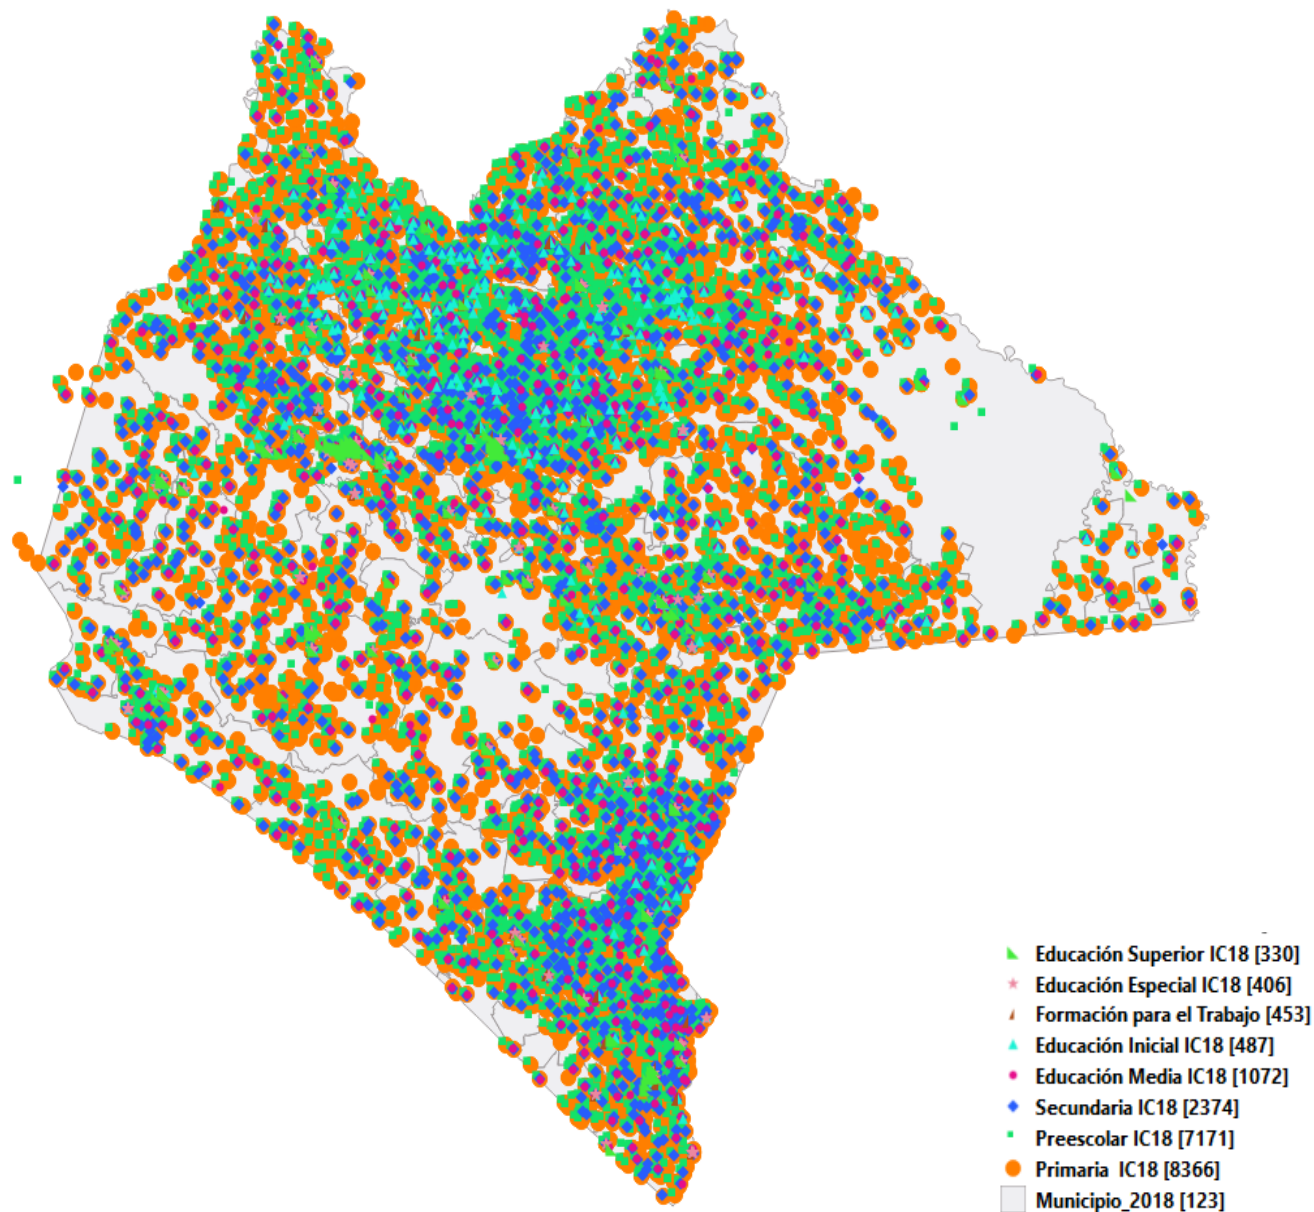 Educación Superior IC18 [330]
Educación Especial IC18 [406]
Formación para el Trabajo [453]
Educación Inicial IC18 [487]
Educación Media IC18 [1072]
Secundaria IC18 [2374]
Preescolar IC18 [7171]
Primaria IC18 [8366]
Municipio_2018 [123]